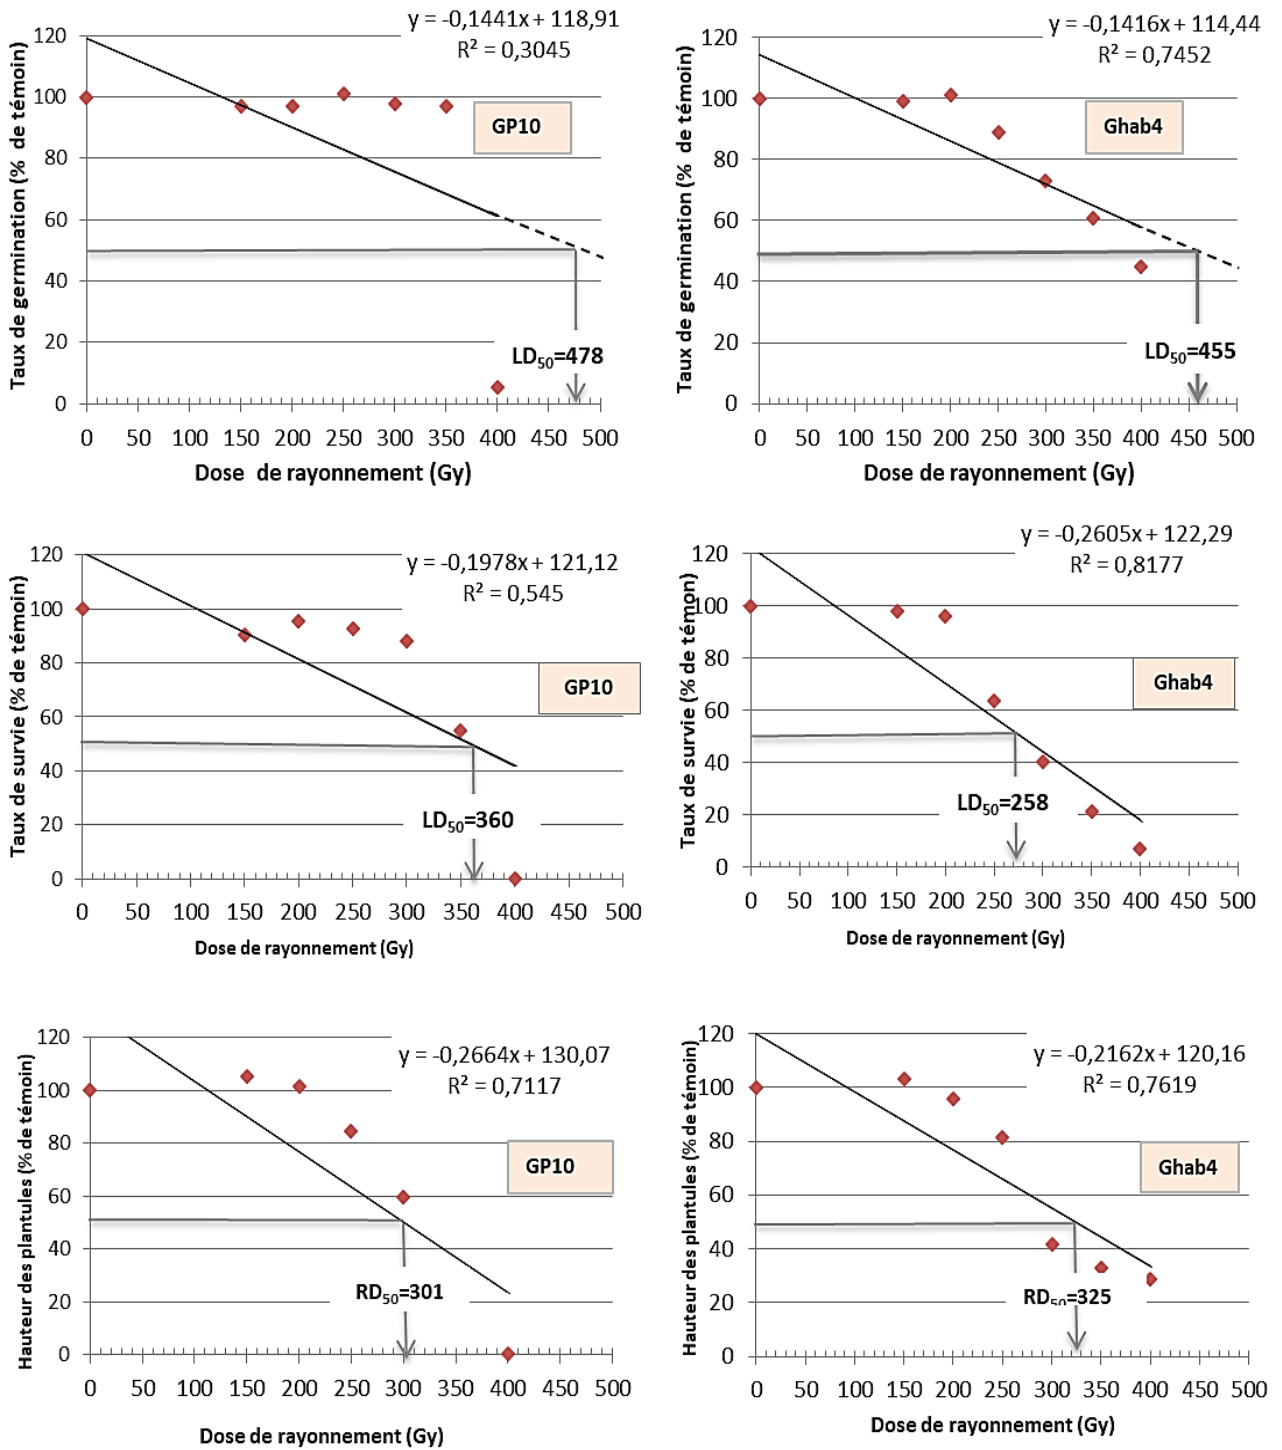 y = -0,1441x + 118,91
R² = 0,3045
Taux de germination (% de témoin)
120
100
80
60
40
20
0
GP10
LD50=478
0 50 100 150 200 250 300 350 400 450 500
Dose de rayonnement (Gy)
y = -0,1416x + 114,44
R² = 0,7452
Taux de germination (% de témoin)
120
100
80
60
40
20
0
Ghab4
LD50=455
0 50 100 150 200 250 300 350 400 450 500
Dose de rayonnement (Gy)
y = -0,1978x + 121,12
R² = 0,545
Taux de survie (% de témoin)
120
100
80
60
40
20
0
GP10
LD50=360
0 50 100 150 200 250 300 350 400 450 500
Dose de rayonnement (Gy)
y = -0,2605x + 122,29
R² = 0,8177
Taux de survie (% de témon)
120
100
80
60
40
20
0
Ghab4
LD50=258
0 50 100 150 200 250 300 350 400 450 500
Dose de rayonnement (Gy)
y = -0,2664x + 130,07
R² = 0,7117
Hauteur des plantules (% de témoin)
120
100
80
60
40
20
0
GP10
RD50=301
0 50 100 150 200 250 300 350 400 450 500
Dose de rayonnement (Gy)
y = -0,2162x + 120,16
R² = 0,7619
Hauteur des plantules (% de témoins)
120
100
80
60
40
20
0
Ghab4
RD50=325
0 50 100 150 200 250 300 350 400 450 500
Dose de rayonnement (Gy)